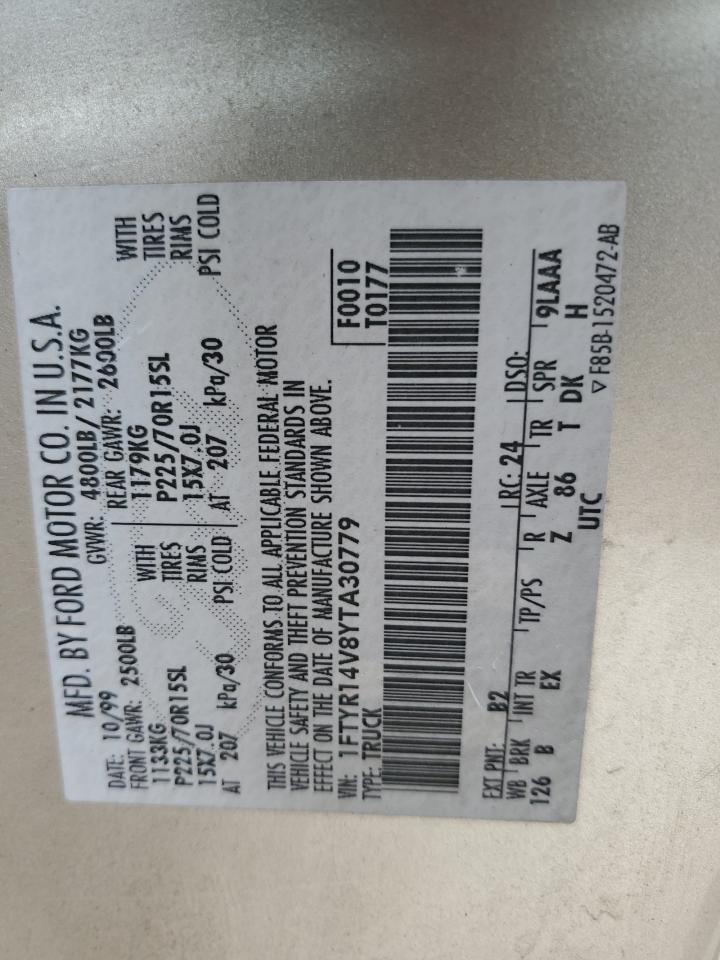 MFD. BY FORD MOTOR CO. IN U.S.A.
DATE: 10/99 GVWR: 4800LB/ 2177KG
FRONT GAWR: 2500LB REAR GAWR: 2600LB
1133KG WITH 1179KG WITH
P225/70R15SL TIRES P225/70R15SL TIRES
15X7.0J RIMS 15X7.0J RIMS
AT 207 kPa/30 PSI COLD AT 207 kPa/30 PSI COLD
THIS VEHICLE CONFORMS TO ALL APPLICABLE FEDERAL MOTOR
VEHICLE SAFETY AND THEFT PREVENTION STANDARDS IN
EFFECT ON THE DATE OF MANUFACTURE SHOWN ABOVE.
VIN: 1FTYR14V8YTA30779 F0010
TYPE: TRUCK T0177
EXT PNT: B2 RC: 24 DSO:
WB BRK INT TR TP/PS R AXLE TR SPR 9LAAA
126 B EX Z 86 T DK H
UTC
▽ F85B-1520472-AB